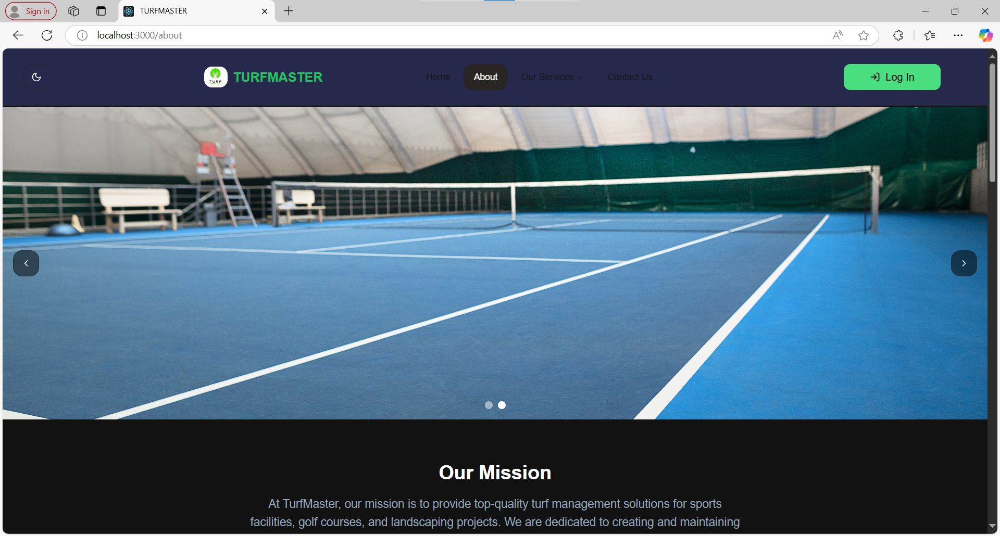 Sign in
TURFMASTER
localhost:3000/about
TURF
TURFMASTER
Home
About
Our Services
Contact Us
Log In
Our Mission
At TurfMaster, our mission is to provide top-quality turf management solutions for sports
facilities, golf courses, and landscaping projects. We are dedicated to creating and maintaining